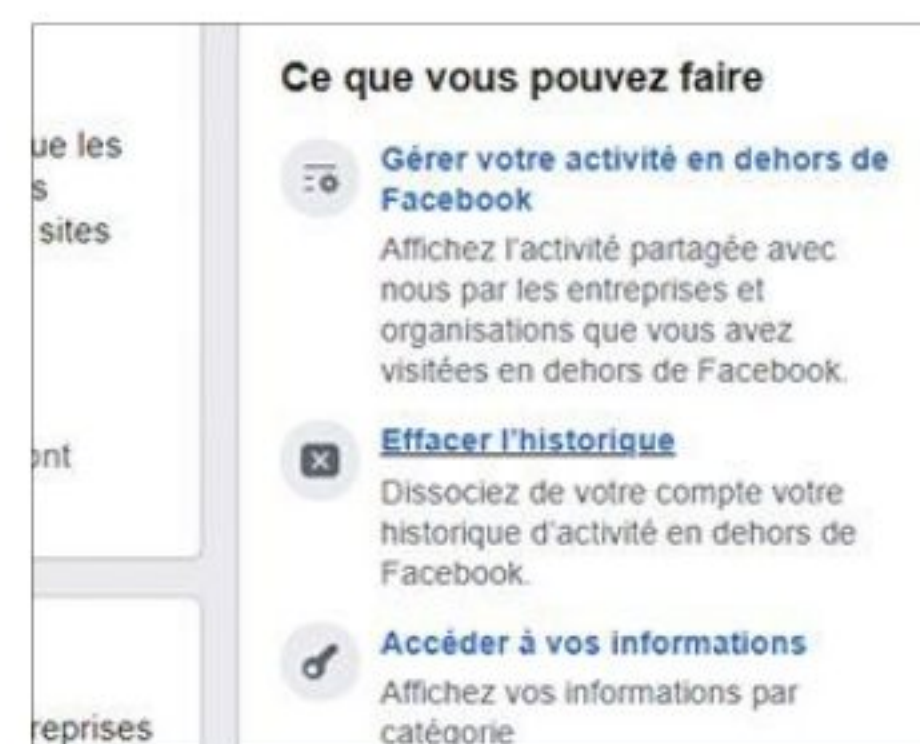 ue les
s
sites
ont
reprises
Ce que vous pouvez faire
Gérer votre activité en dehors de
Facebook
Affichez l'activité partagée avec
nous par les entreprises et
organisations que vous avez
visitées en dehors de Facebook.
Effacer l'historique
Dissociez de votre compte votre
historique d'activité en dehors de
Facebook.
Accéder à vos informations
Affichez vos informations par
catégorie